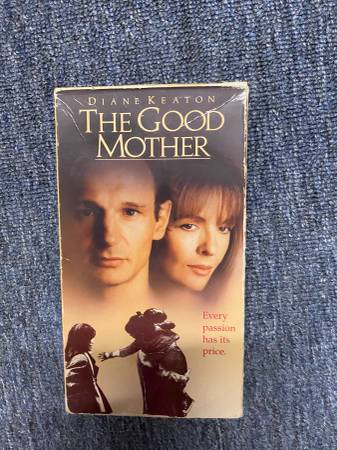 DIANE KEATON
THE GOOD
MOTHER
Every
passion
has its
price.